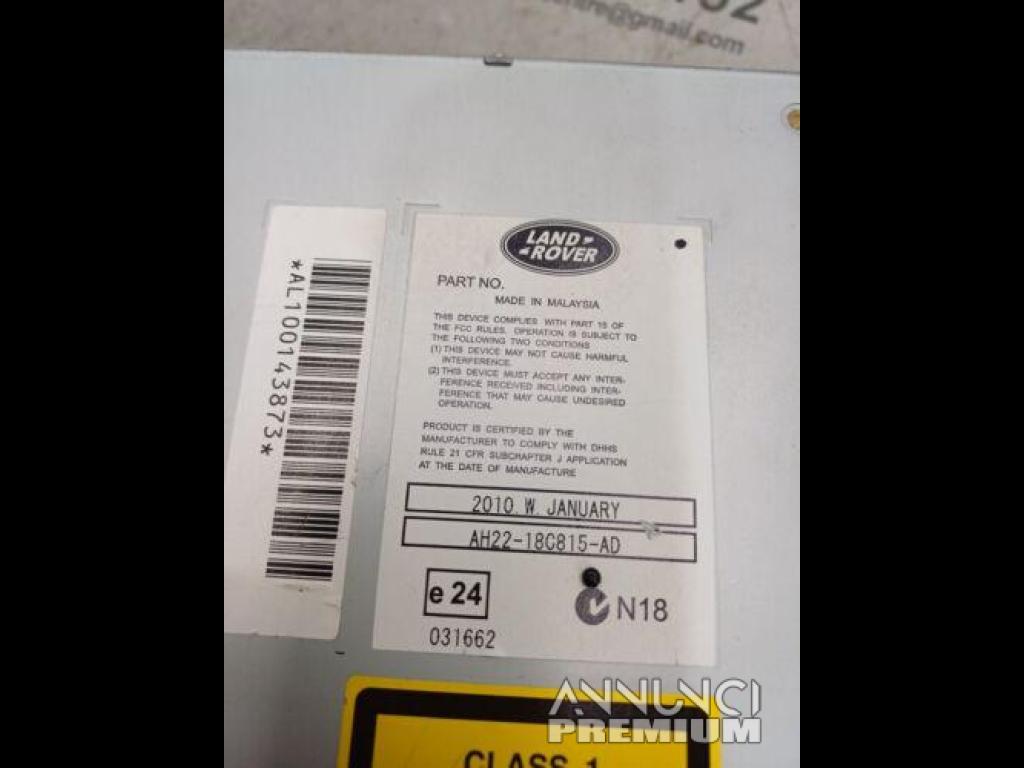 ntre@gmail.com
*AL100143873*
LAND
ROVER
PART NO.
MADE IN MALAYSIA
THIS DEVICE COMPLIES WITH PART 15 OF
THE FCC RULES. OPERATION IS SUBJECT TO
THE FOLLOWING TWO CONDITIONS
(1) THIS DEVICE MAY NOT CAUSE HARMFUL
INTERFERENCE.
(2) THIS DEVICE MUST ACCEPT ANY INTER-
FERENCE RECEIVED INCLUDING INTER-
FERENCE THAT MAY CAUSE UNDESIRED
OPERATION.
PRODUCT IS CERTIFIED BY THE
MANUFACTURER TO COMPLY WITH DHHS
RULE 21 CFR SUBCRAPTER J APPLICATION
AT THE DATE OF MANUFACTURE
2010 W. JANUARY
AH22-18C815-AD
e 24
N18
031662
CLASS 1
ANNUNCI
PREMIUM